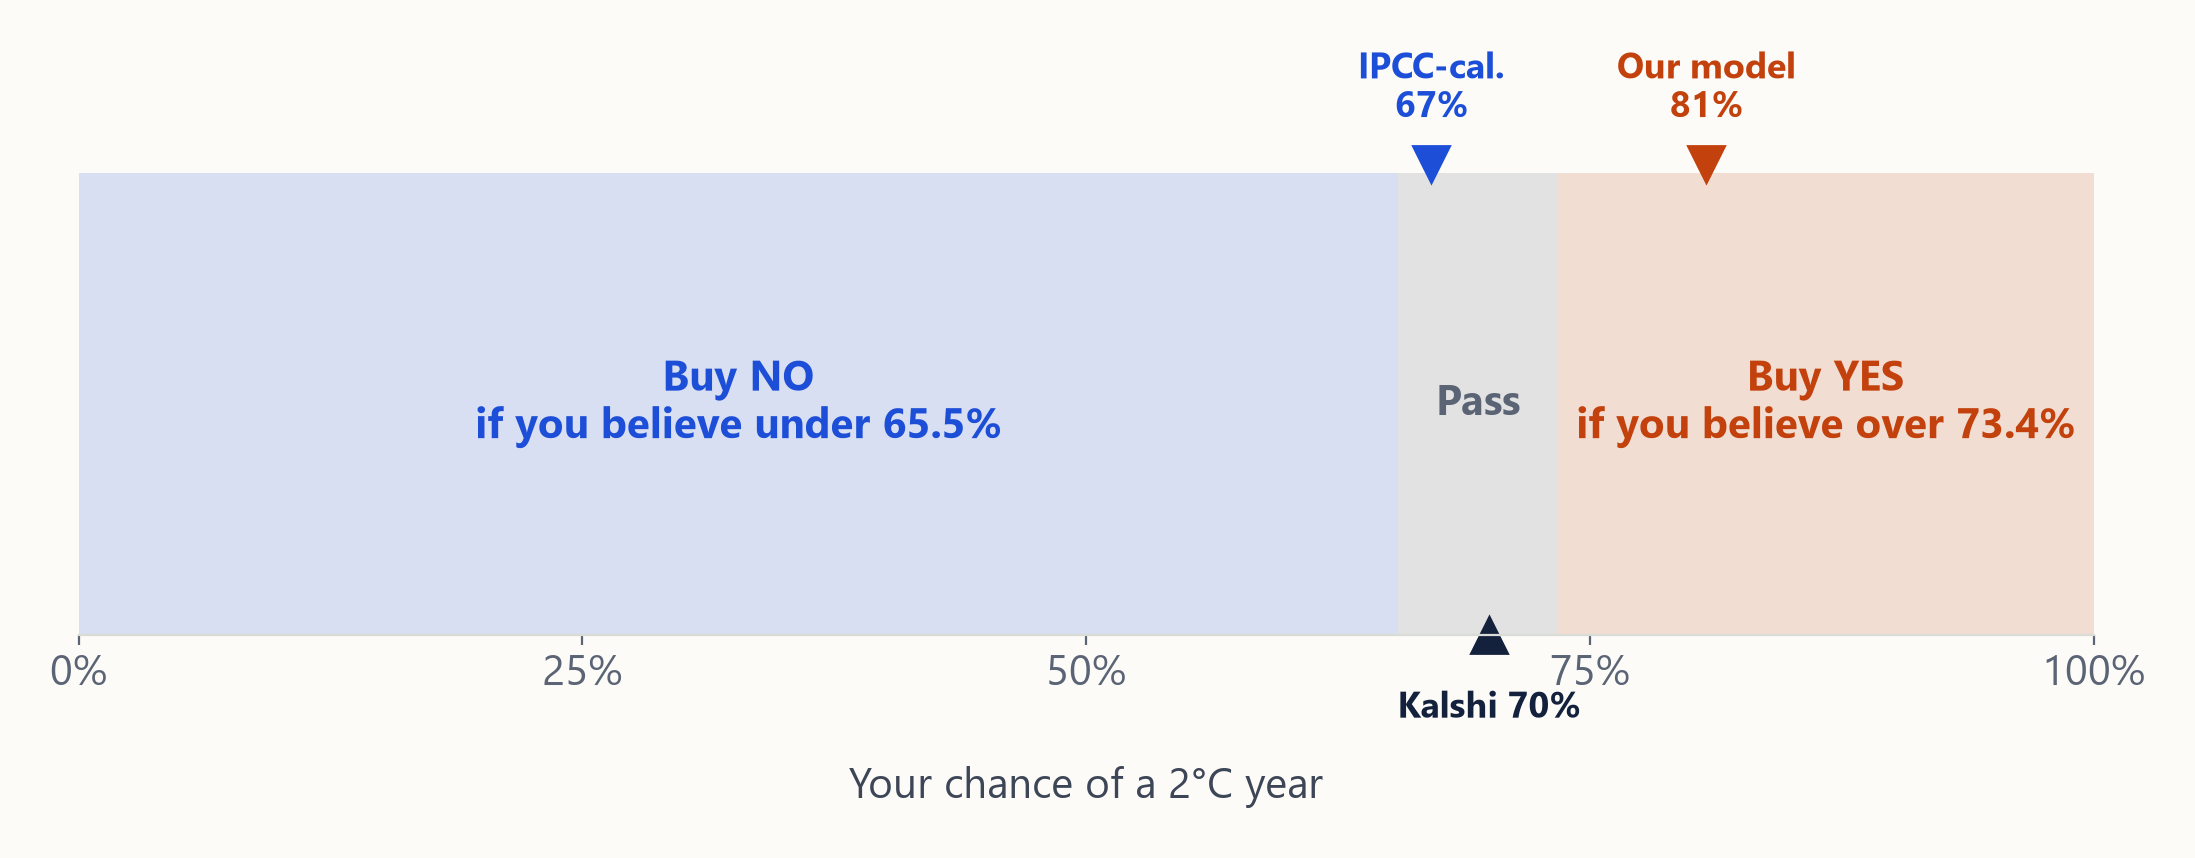 IPCC-cal.
67%
Our model
81%
Buy NO
if you believe under 65.5%
Pass
Buy YES
if you believe over 73.4%
0%
25%
50%
75%
100%
Kalshi 70%
Your chance of a 2°C year